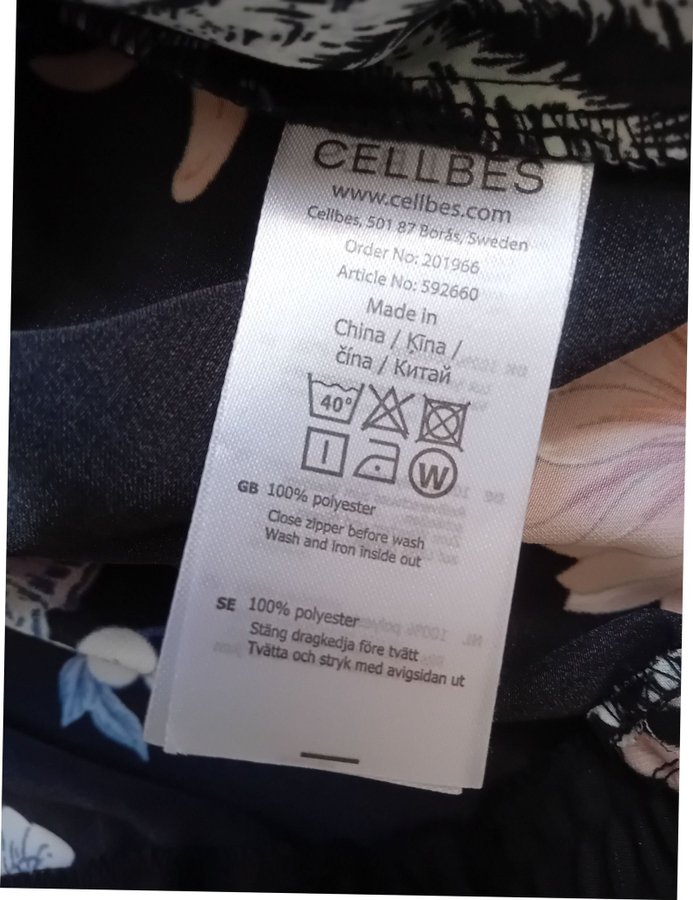 CELLBES
www.cellbes.com
Cellbes, 501 87 Borås, Sweden
Order No: 201966
Article No: 592660
Made in
China / Ķīna /
čína / Китай
40°
W
GB 100% polyester
Close zipper before wash
Wash and iron inside out
SE 100% polyester
Stäng dragkedja före tvätt
Tvätta och stryk med avigsidan ut